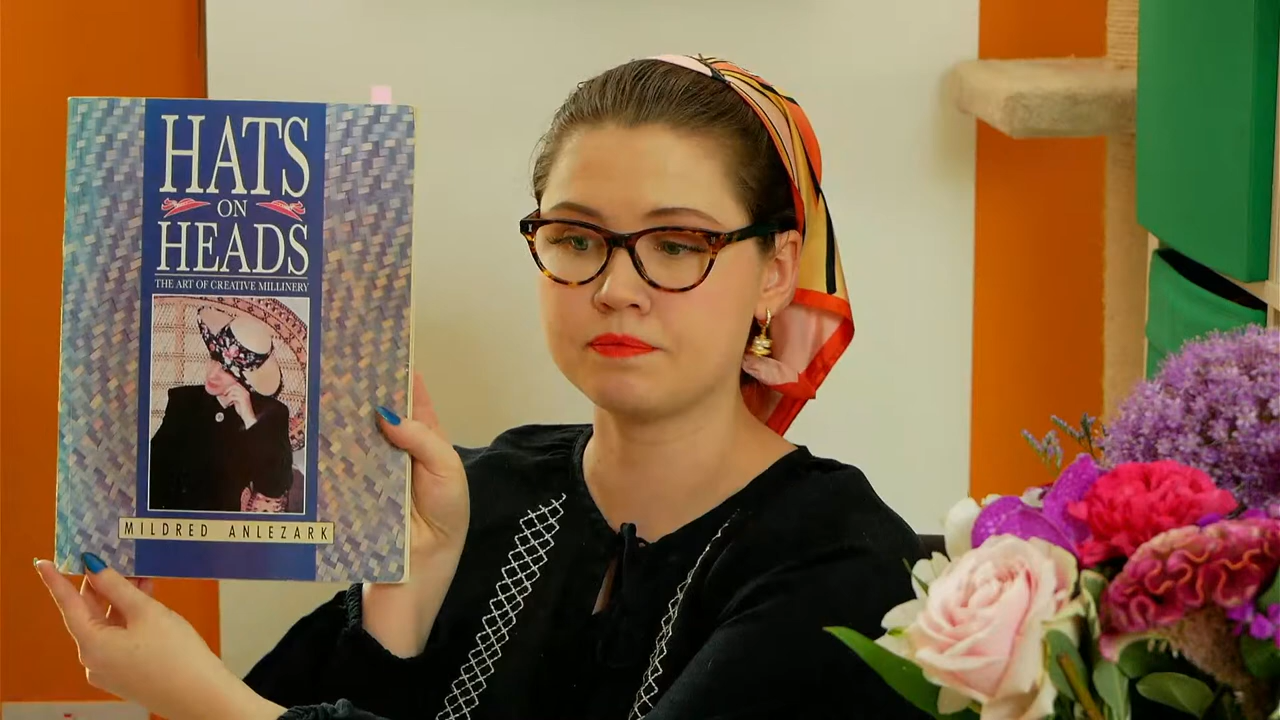 HATS
ON
HEADS
THE ART OF CREATIVE MILLINERY
MILDRED ANLEZARK